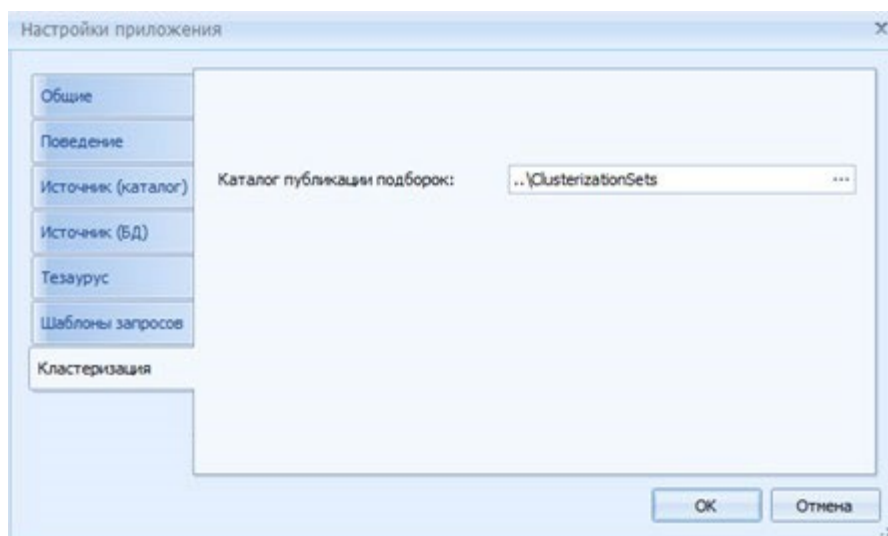 Настройки приложения
Общие
Поведение
Источник (каталог)
Источник (БД)
Тезаурус
Шаблоны запросов
Кластеризация
Каталог публикации подборок: ..\ClusterizationSets ...
OK Отмена